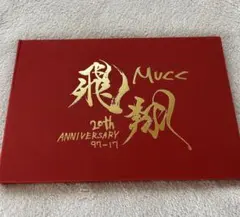 飛翔 MUCC
20th
ANNIVERSARY
97-17